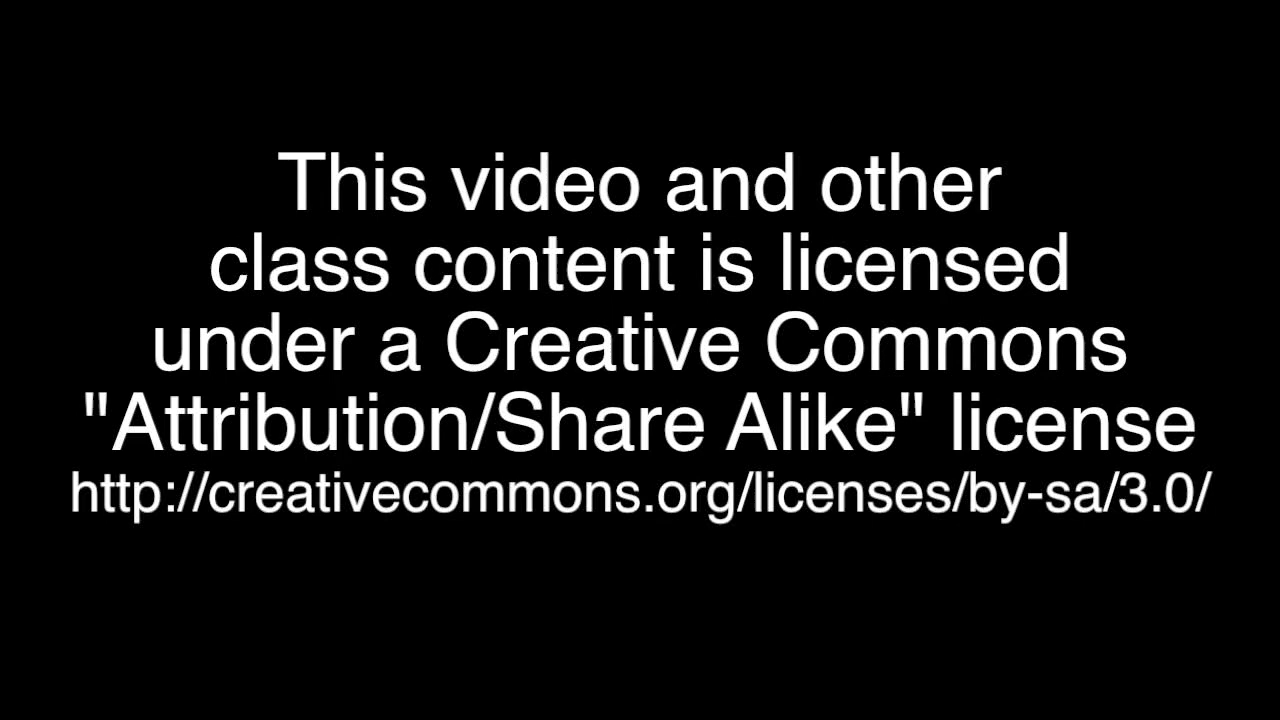 This video and other
class content is licensed
under a Creative Commons
"Attribution/Share Alike" license
http://creativecommons.org/licenses/by-sa/3.0/